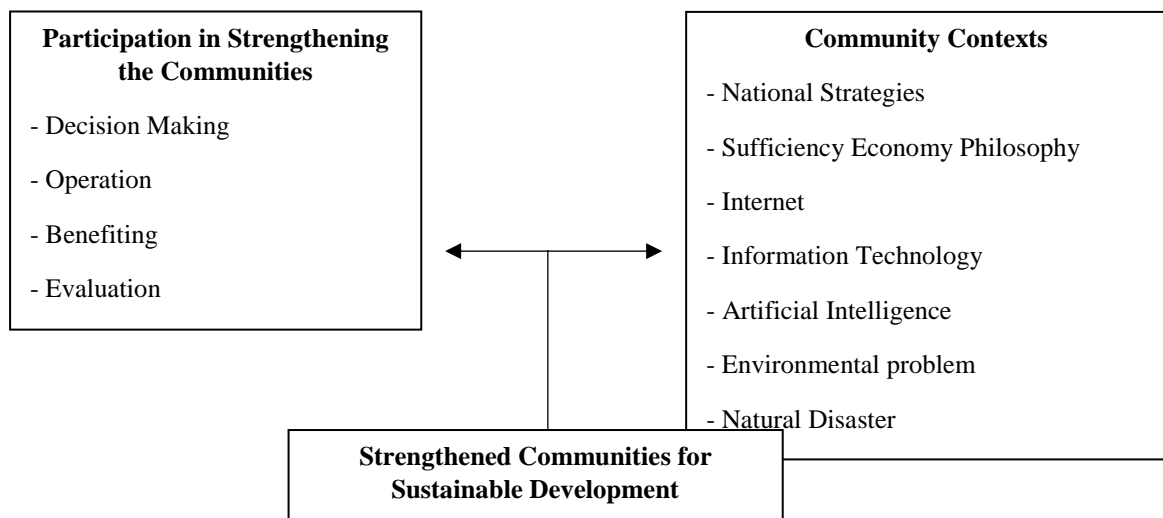 Participation in Strengthening
the Communities
- Decision Making
- Operation
- Benefiting
- Evaluation
Community Contexts
- National Strategies
- Sufficiency Economy Philosophy
- Internet
- Information Technology
- Artificial Intelligence
- Environmental problem
- Natural Disaster
Strengthened Communities for
Sustainable Development